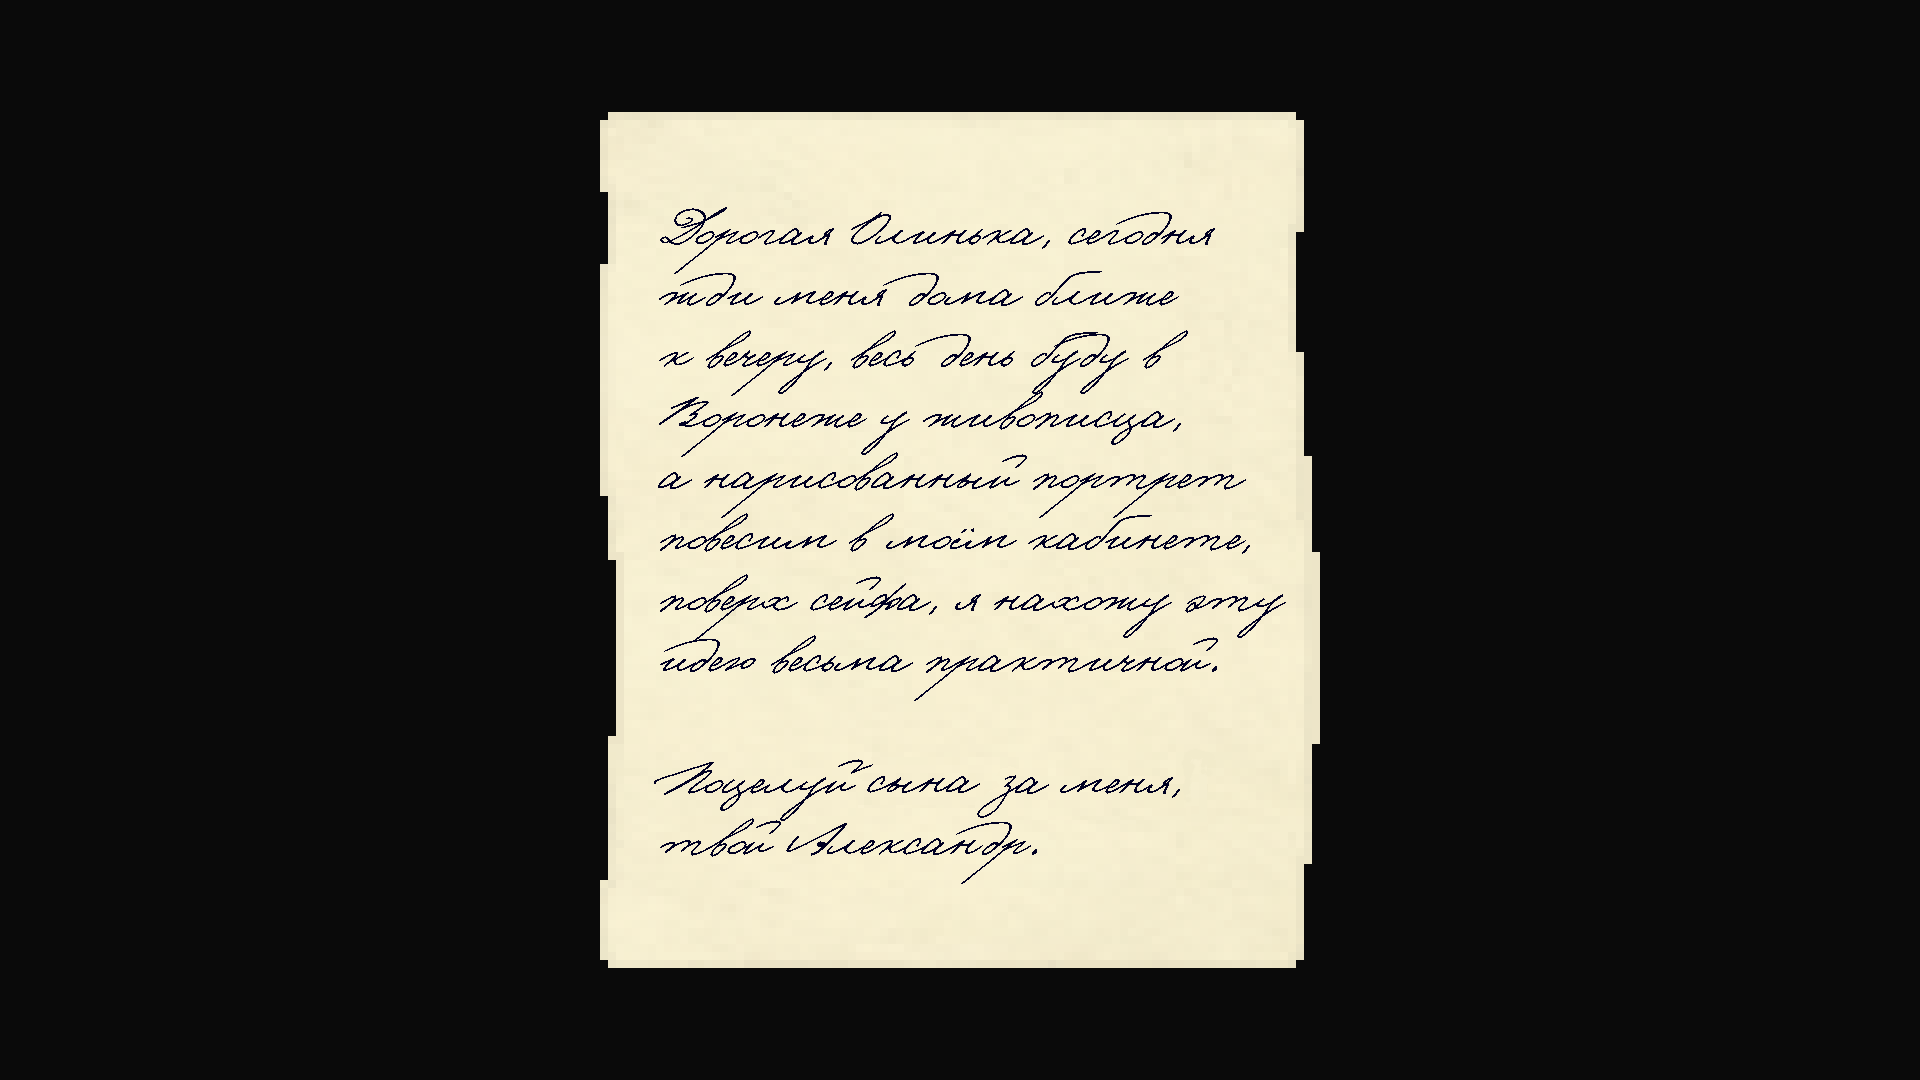 Дорогая Олинька, сегодня
жди меня дома ближе
к вечеру, весь день буду в
Воронеже у живописца,
а нарисованный портрет
повесим в моём кабинете,
поверх сейфа, я нахожу эту
идею весьма практичной.
Поцелуй сына за меня,
твой Александр.